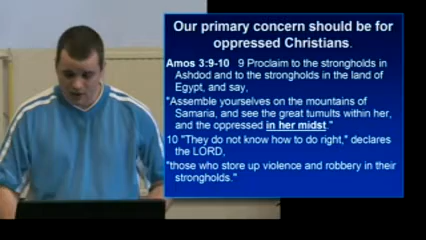 Our primary concern should be for
oppressed Christians.
Amos 3:9-10 9 Proclaim to the strongholds in
Ashdod and to the strongholds in the land of
Egypt, and say,
"Assemble yourselves on the mountains of
Samaria, and see the great tumults within her,
and the oppressed in her midst."
10 "They do not know how to do right," declares
the LORD,
"those who store up violence and robbery in their
strongholds."